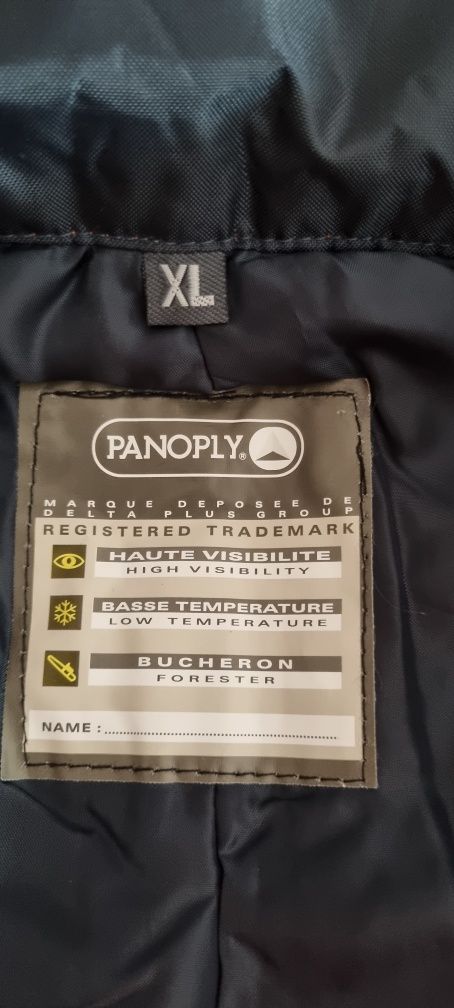 XL
PANOPLY®
MARQUE DEPOSEE DE
DELTA PLUS GROUP
REGISTERED TRADEMARK
HAUTE VISIBILITE
HIGH VISIBILITY
BASSE TEMPERATURE
LOW TEMPERATURE
BUCHERON
FORESTER
NAME :..........................................................